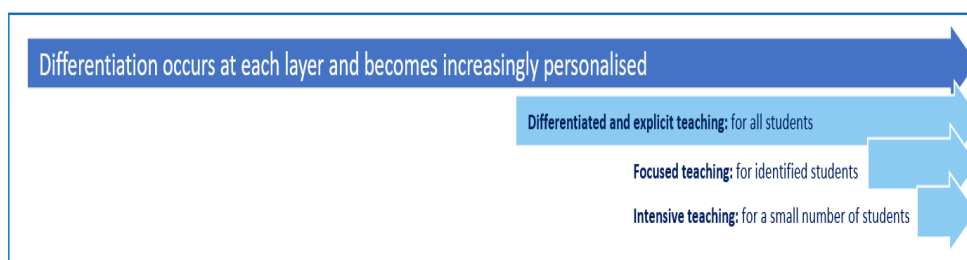 Differentiation occurs at each layer and becomes increasingly personalised
Differentiated and explicit teaching: for all students
Focused teaching: for identified students
Intensive teaching: for a small number of students